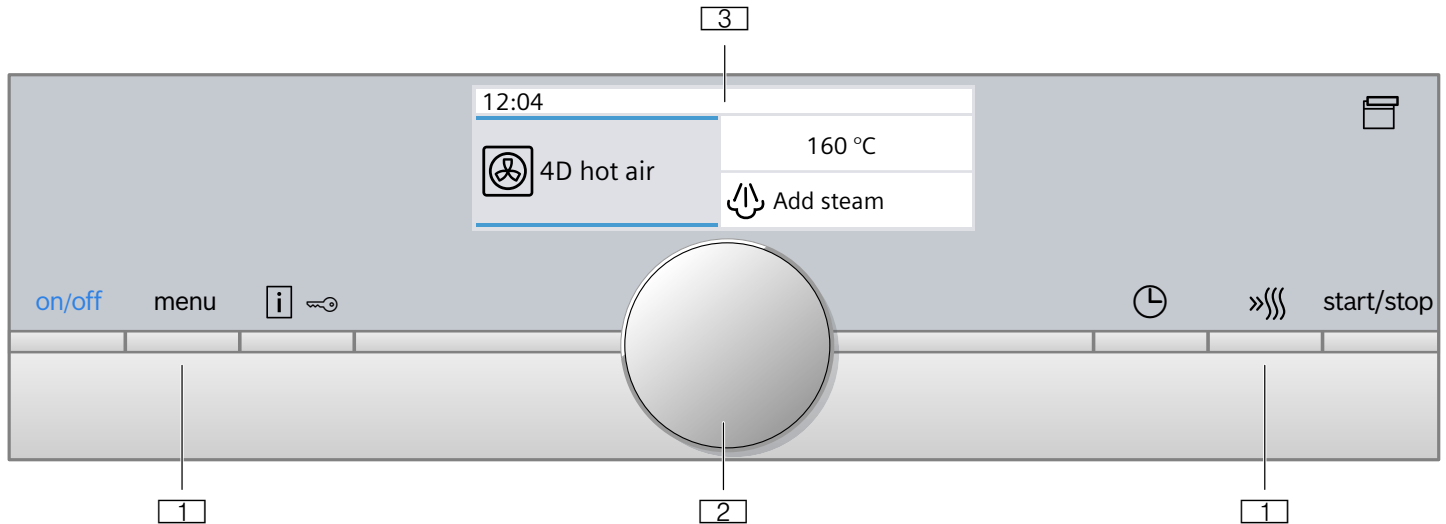 3
12:04
160 °C
4D hot air
Add steam
on/off menu i start/stop
1 2 1